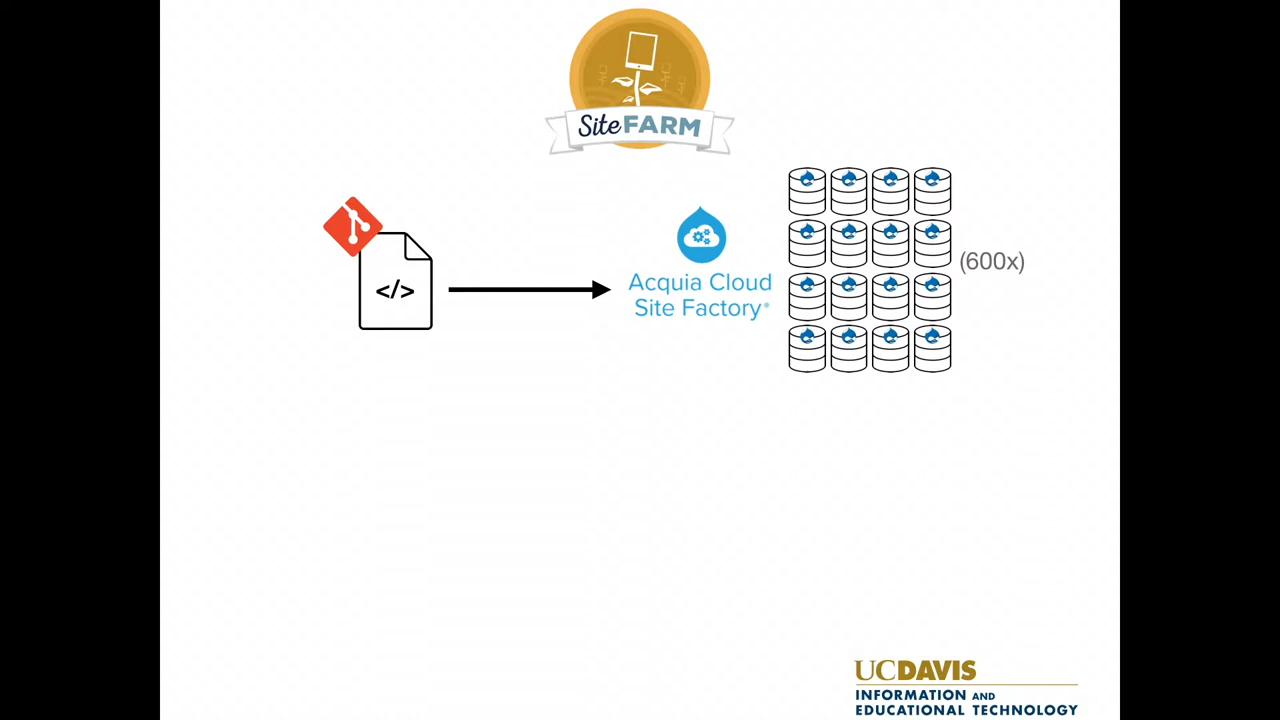 SiteFARM
</>
Acquia Cloud
Site Factory®
(600x)
UCDAVIS
INFORMATION AND
EDUCATIONAL TECHNOLOGY